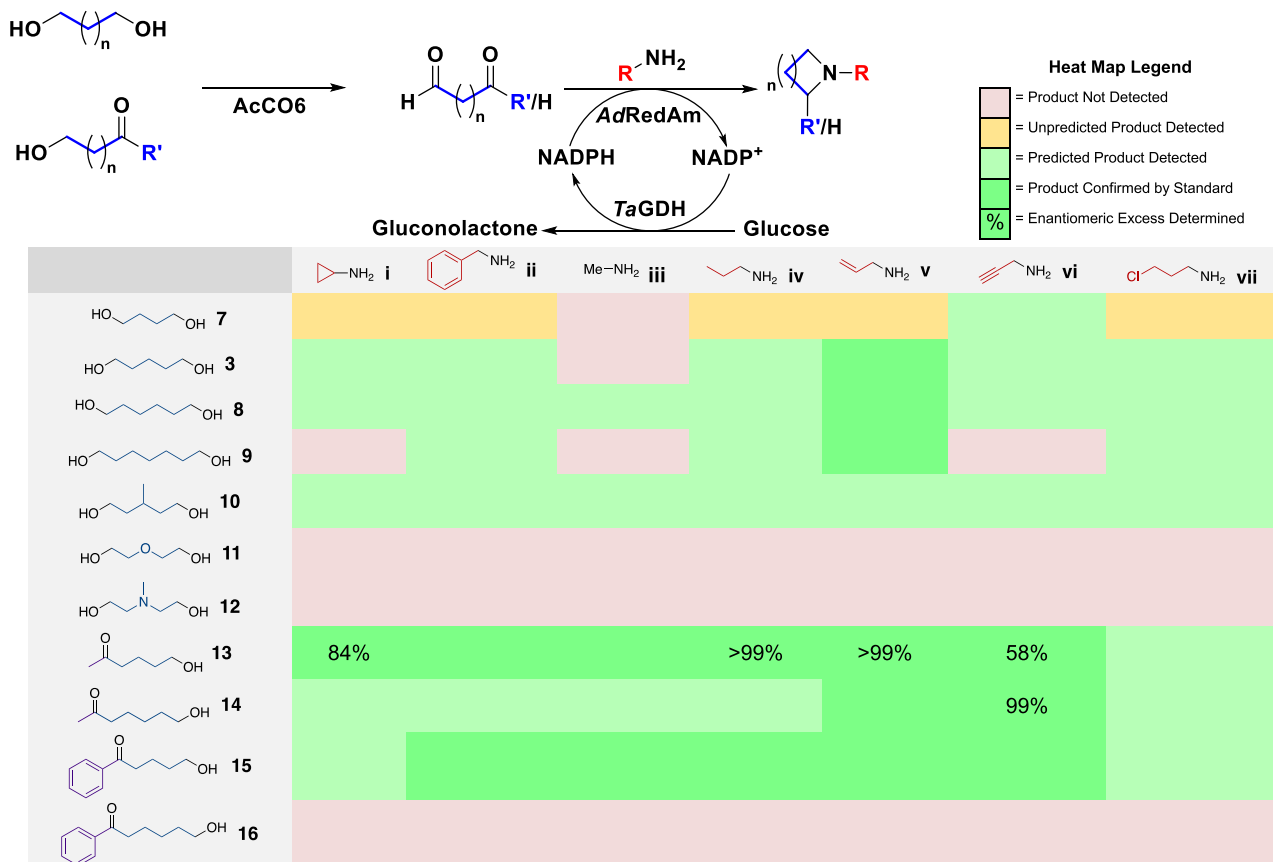 HO ( ) n OH
AcCO6
HO ( ) n O R'
O O
H ( ) n R'/H
R NH2
AdRedAm
NADPH NADP+
TaGDH
Gluconolactone Glucose
n ( ) N R
R'/H
Heat Map Legend
= Product Not Detected
= Unpredicted Product Detected
= Predicted Product Detected
= Product Confirmed by Standard
% = Enantiomeric Excess Determined
NH2 i NH2 ii Me NH2 iii NH2 iv NH2 v NH2 vi Cl NH2 vii
HO OH 7
HO OH 3
HO OH 8
HO OH 9
HO OH 10
HO O OH 11
HO N OH 12
O OH 13 84% >99% >99% 58%
O OH 14 99%
O OH 15
O OH 16